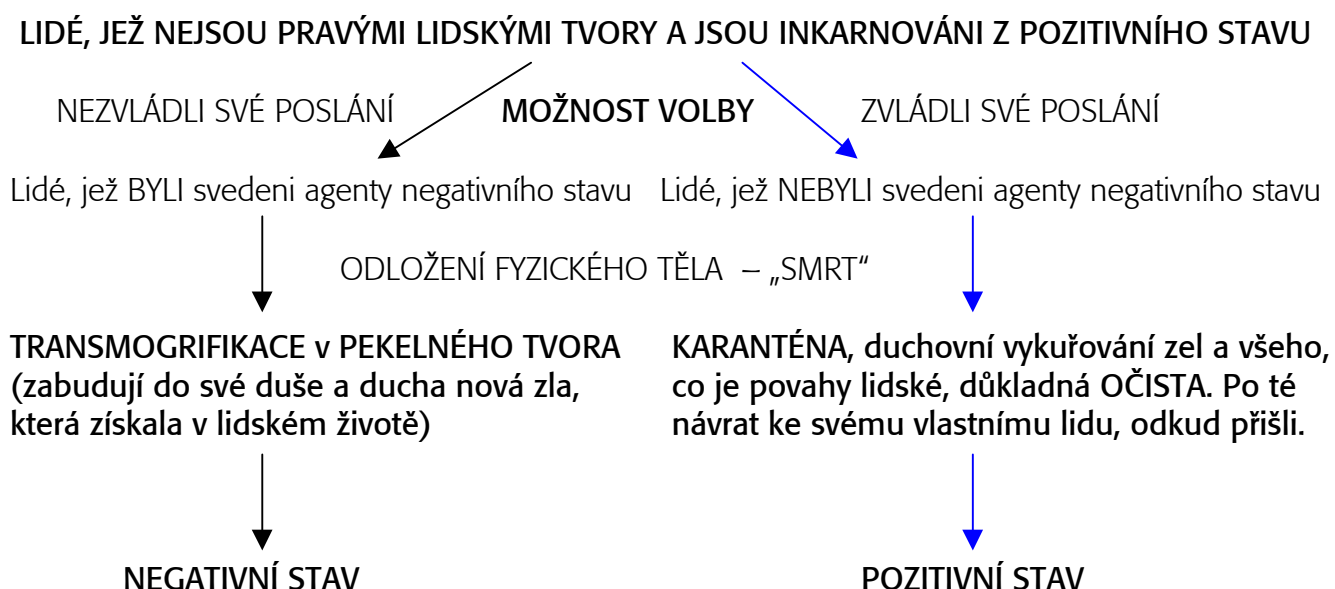 LIDÉ, JEŽ NEJSOU PRAVÝMI LIDSKÝMI TVORY A JSOU INKARNOVÁNI Z POZITIVNÍHO STAVU
NEZVLÁDLI SVÉ POSLÁNÍ
MOŽNOST VOLBY
ZVLÁDLI SVÉ POSLÁNÍ
Lidé, jež BYLI svedeni agenty negativního stavu
Lidé, jež NEBYLI svedeni agenty negativního stavu
ODLOŽENÍ FYZICKÉHO TĚLA – „SMRT“
TRANSMOGRIFIKACE v PEKELNÉHO TVORA
(zabudují do své duše a ducha nová zla,
která získala v lidském životě)
KARANTÉNA, duchovní vykuřování zel a všeho,
co je povahy lidské, důkladná OČISTA. Po té
návrat ke svému vlastnímu lidu, odkud přišli.
NEGATIVNÍ STAV
POZITIVNÍ STAV